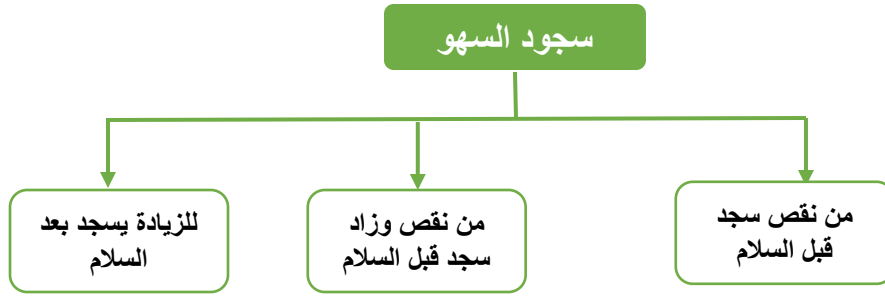 سجود السهو
من نقص سجد
قبل السلام
من نقص وزاد
سجد قبل السلام
للزيادة يسجد بعد
السلام